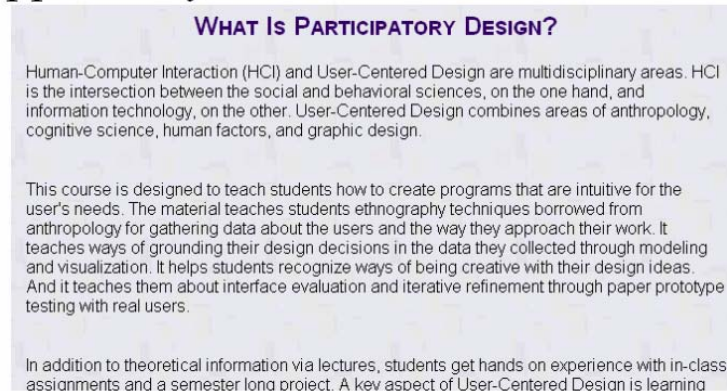 WHAT IS PARTICIPATORY DESIGN?
Human-Computer Interaction (HCI) and User-Centered Design are multidisciplinary areas. HCI
is the intersection between the social and behavioral sciences, on the one hand, and
information technology, on the other. User-Centered Design combines areas of anthropology,
cognitive science, human factors, and graphic design.
This course is designed to teach students how to create programs that are intuitive for the
user's needs. The material teaches students ethnography techniques borrowed from
anthropology for gathering data about the users and the way they approach their work. It
teaches ways of grounding their design decisions in the data they collected through modeling
and visualization. It helps students recognize ways of being creative with their design ideas.
And it teaches them about interface evaluation and iterative refinement through paper prototype
testing with real users.
In addition to theoretical information via lectures, students get hands on experience with in-class
assignments and a semester long project. A key aspect of User-Centered Design is learning